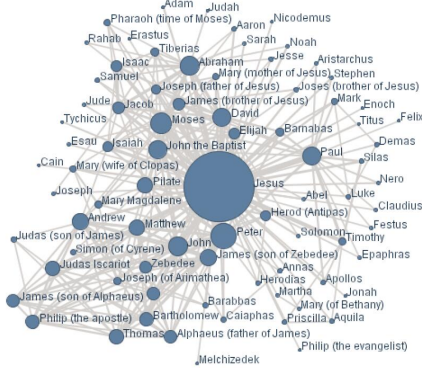 Adam
Judah
Pharaoh (time of Moses)
Nicodemus
Aaron
Rahab
Erastus
Sarah
Noah
Tiberias
Isaac
Abraham
Jesse
Aristarchus
Samuel
Mary (mother of Jesus)
Stephen
Joseph (father of Jesus)
Joses (brother of Jesus)
Jude
Jacob
James (brother of Jesus)
Mark
Enoch
David
Tychicus
Moses
Titus
Felix
Elijah
Barnabas
Esau
Isaiah
John the Baptist
Demas
Paul
Silas
Cain
Mary (wife of Clopas)
Pilate
Jesus
Nero
Joseph
Abel
Luke
Mary Magdalene
Claudius
Andrew
Matthew
Herod (Antipas)
Festus
Judas (son of James)
Peter
Solomon
Timothy
Simon (of Cyrene)
John
James (son of Zebedee)
Epaphras
Judas Iscariot
Zebedee
Annas
Joseph (of Arimathea)
Herodias
Apollos
Martha
Jonah
James (son of Alphaeus)
Barabbas
Mary (of Bethany)
Philip (the apostle)
Bartholomew
Caiaphas
Priscilla
Aquila
Thomas
Alphaeus (father of James)
Philip (the evangelist)
Melchizedek